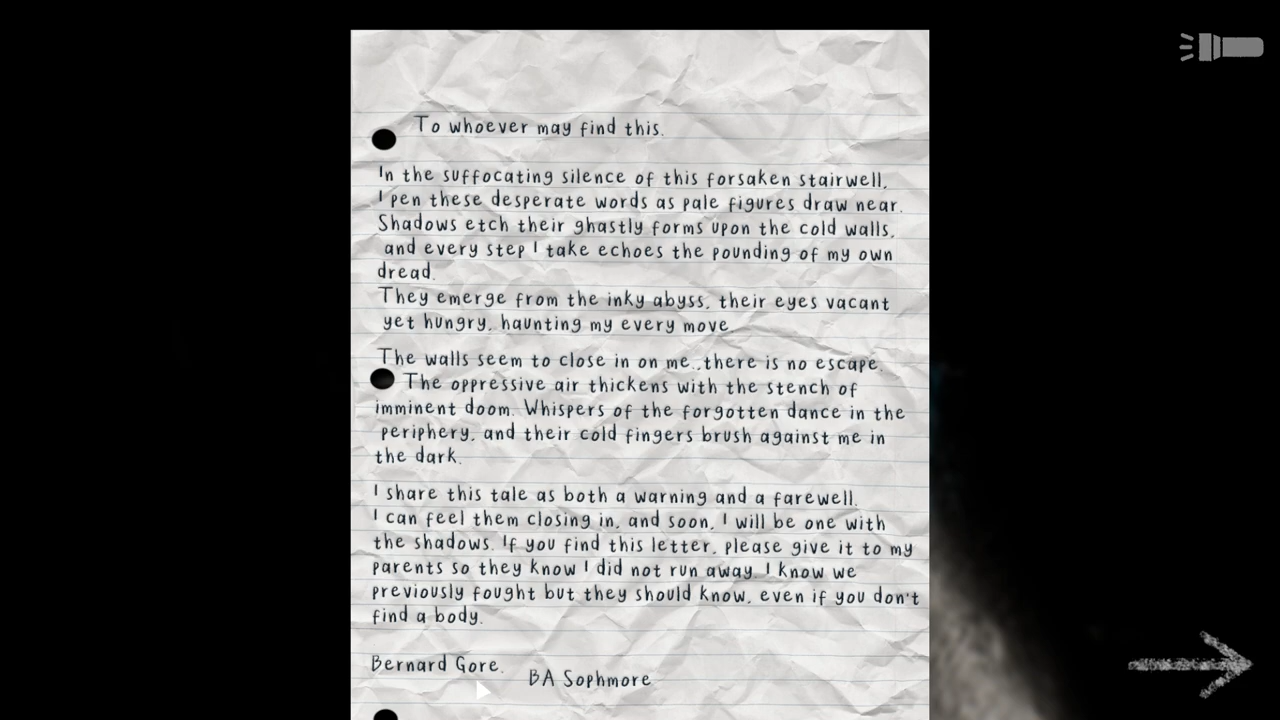 To whoever may find this.
In the suffocating silence of this forsaken stairwell,
I pen these desperate words as pale figures draw near.
Shadows etch their ghastly forms upon the cold walls,
and every step I take echoes the pounding of my own
dread.
They emerge from the inky abyss, their eyes vacant
yet hungry, haunting my every move.
The walls seem to close in on me...there is no escape.
The oppressive air thickens with the stench of
imminent doom. Whispers of the forgotten dance in the
periphery, and their cold fingers brush against me in
the dark.
I share this tale as both a warning and a farewell.
I can feel them closing in, and soon, I will be one with
the shadows. If you find this letter, please give it to my
parents so they know I did not run away. I know we
previously fought but they should know, even if you don't
find a body.
Bernard Gore.
BA Sophmore